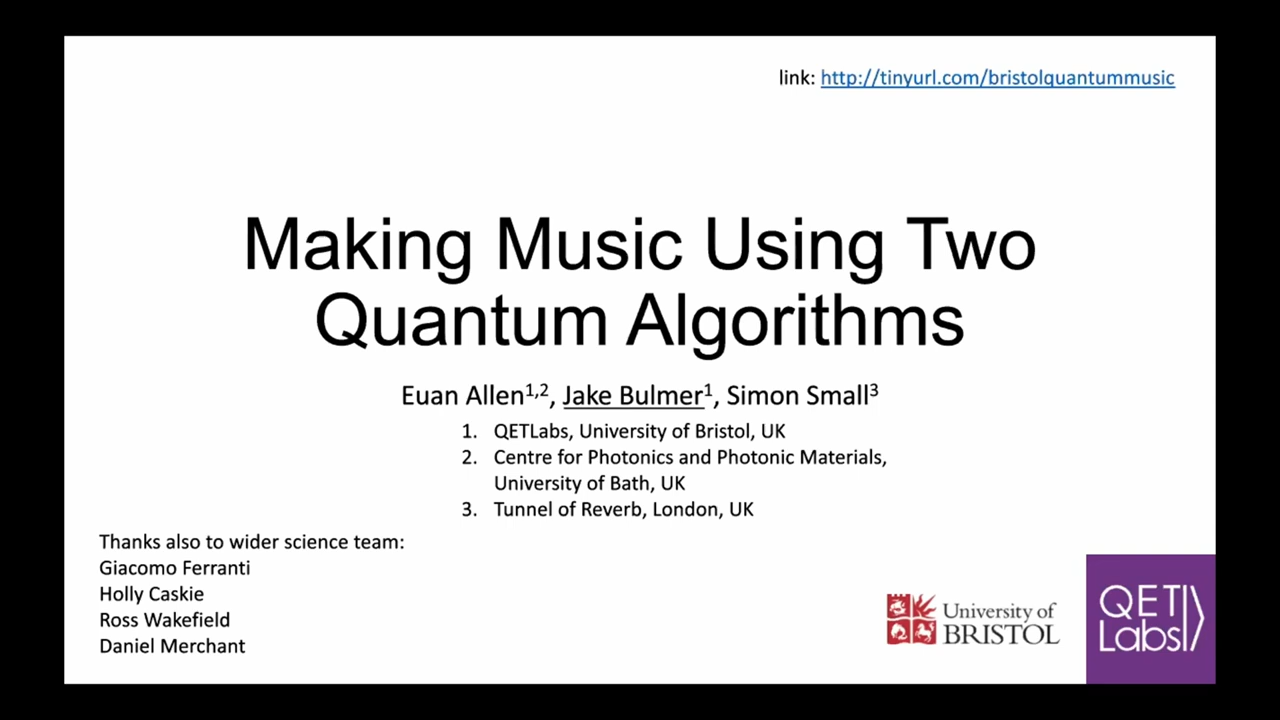 link: http://tinyurl.com/bristolquantummusic
Making Music Using Two
Quantum Algorithms
Euan Allen1,2, Jake Bulmer1, Simon Small3
1. QETLabs, University of Bristol, UK
2. Centre for Photonics and Photonic Materials,
University of Bath, UK
3. Tunnel of Reverb, London, UK
Thanks also to wider science team:
Giacomo Ferranti
Holly Caskie
Ross Wakefield
Daniel Merchant
University of
BRISTOL
QET
Labs